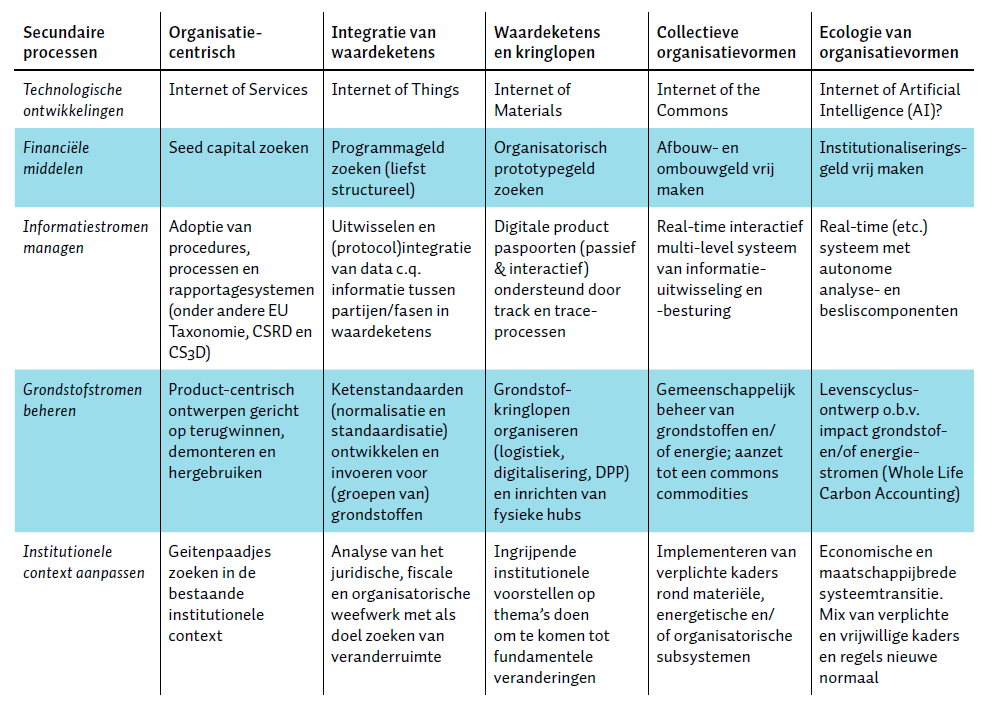 Secundaire
processen
Organisatie-
centrisch
Integratie van
waardeketens
Waardeketens
en kringlopen
Collectieve
organisatievormen
Ecologie van
organisatievormen
Technologische
ontwikkelingen
Internet of Services
Internet of Things
Internet of
Materials
Internet of the
Commons
Internet of Artificial
Intelligence (AI)?
Financiële
middelen
Seed capital zoeken
Programmageld
zoeken (liefst
structureel)
Organisatorisch
prototypegeld
zoeken
Afbouw- en
ombouwgeld vrij
maken
Institutionaliserings-
geld vrij maken
Informatiestromen
managen
Adoptie van
procedures,
processen en
rapportagesystemen
(onder andere EU
Taxonomie, CSRD en
CS3D)
Uitwisselen en
(protocol)integratie
van data c.q.
informatie tussen
partijen/fasen in
waardeketens
Digitale product
paspoorten (passief
& interactief)
ondersteund door
track en trace-
processen
Real-time interactief
multi-level systeem
van informatie-
uitwisseling en
-besturing
Real-time (etc.)
systeem met
autonome
analyse- en
besliscomponenten
Grondstofstromen
beheren
Product-centrisch
ontwerpen gericht
op terugwinnen,
demonteren en
hergebruiken
Ketenstandaarden
(normalisatie en
standaardisatie)
ontwikkelen en
invoeren voor
(groepen van)
grondstoffen
Grondstof-
kringlopen
organiseren
(logistiek,
digitalisering, DPP)
en inrichten van
fysieke hubs
Gemeenschappelijk
beheer van
grondstoffen en/
of energie; aanzet
tot een commons
commodities
Levenscyclus-
ontwerp o.b.v.
impact grondstof-
en/of energie-
stromen (Whole Life
Carbon Accounting)
Institutionele
context aanpassen
Geitenpaadjes
zoeken in de
bestaande
institutionele
context
Analyse van het
juridische, fiscale
en organisatorische
weefwerk met als
doel zoeken van
veranderruimte
Ingrijpende
institutionele
voorstellen op
thema’s doen
om te komen tot
fundamentele
veranderingen
Implementeren van
verplichte kaders
rond materiële,
energetische en/
of organisatorische
subsystemen
Economische en
maatschappijbrede
systeemtransitie.
Mix van verplichte
en vrijwillige kaders
en regels nieuwe
normaal